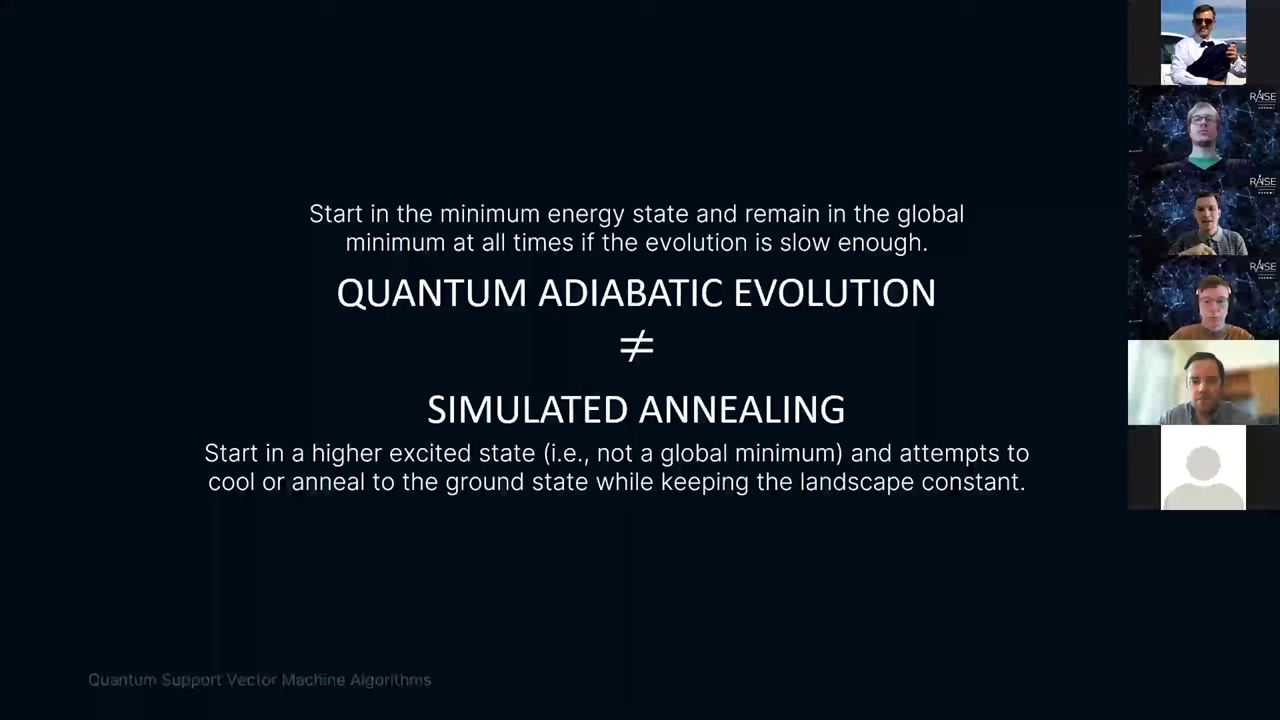 Start in the minimum energy state and remain in the global
minimum at all times if the evolution is slow enough.
QUANTUM ADIABATIC EVOLUTION
≠
SIMULATED ANNEALING
Start in a higher excited state (i.e., not a global minimum) and attempts to
cool or anneal to the ground state while keeping the landscape constant.
Quantum Support Vector Machine Algorithms
RAISE
RAISE
RAISE